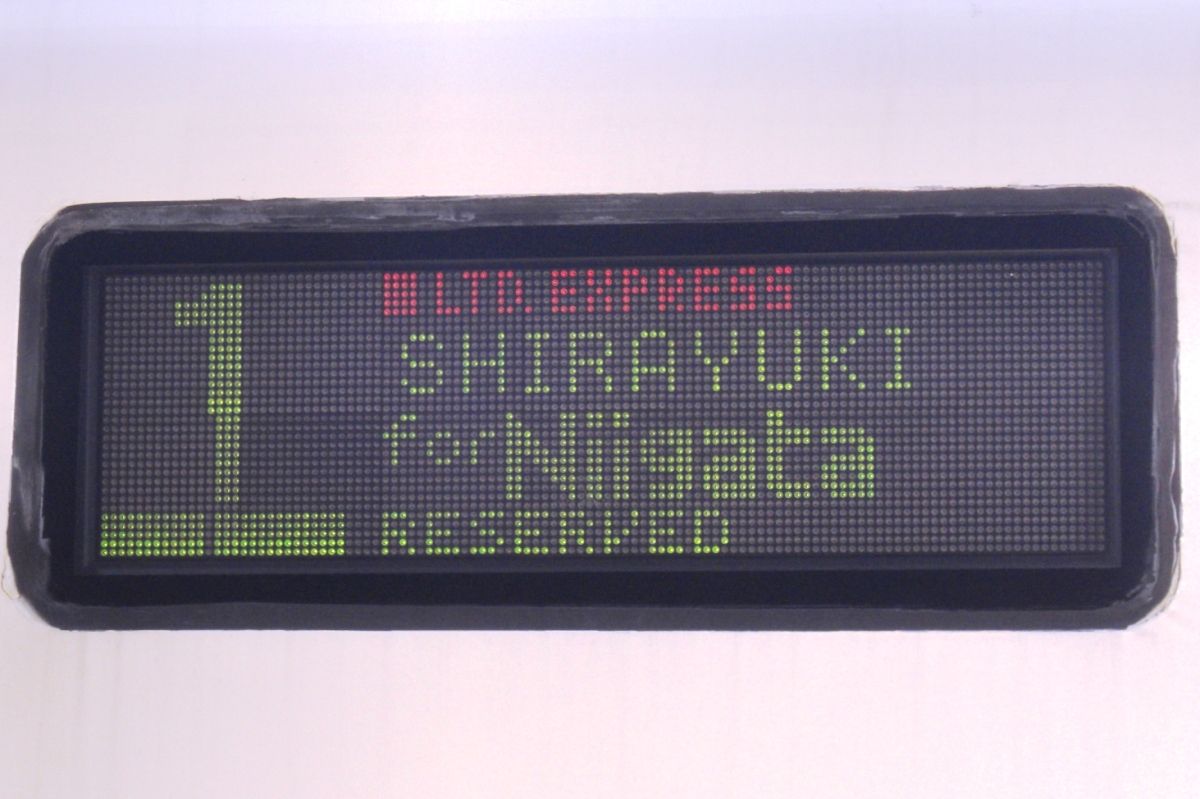 1
LTD.EXPRESS
SHIRAYUKI
for Niigata
RESERVED